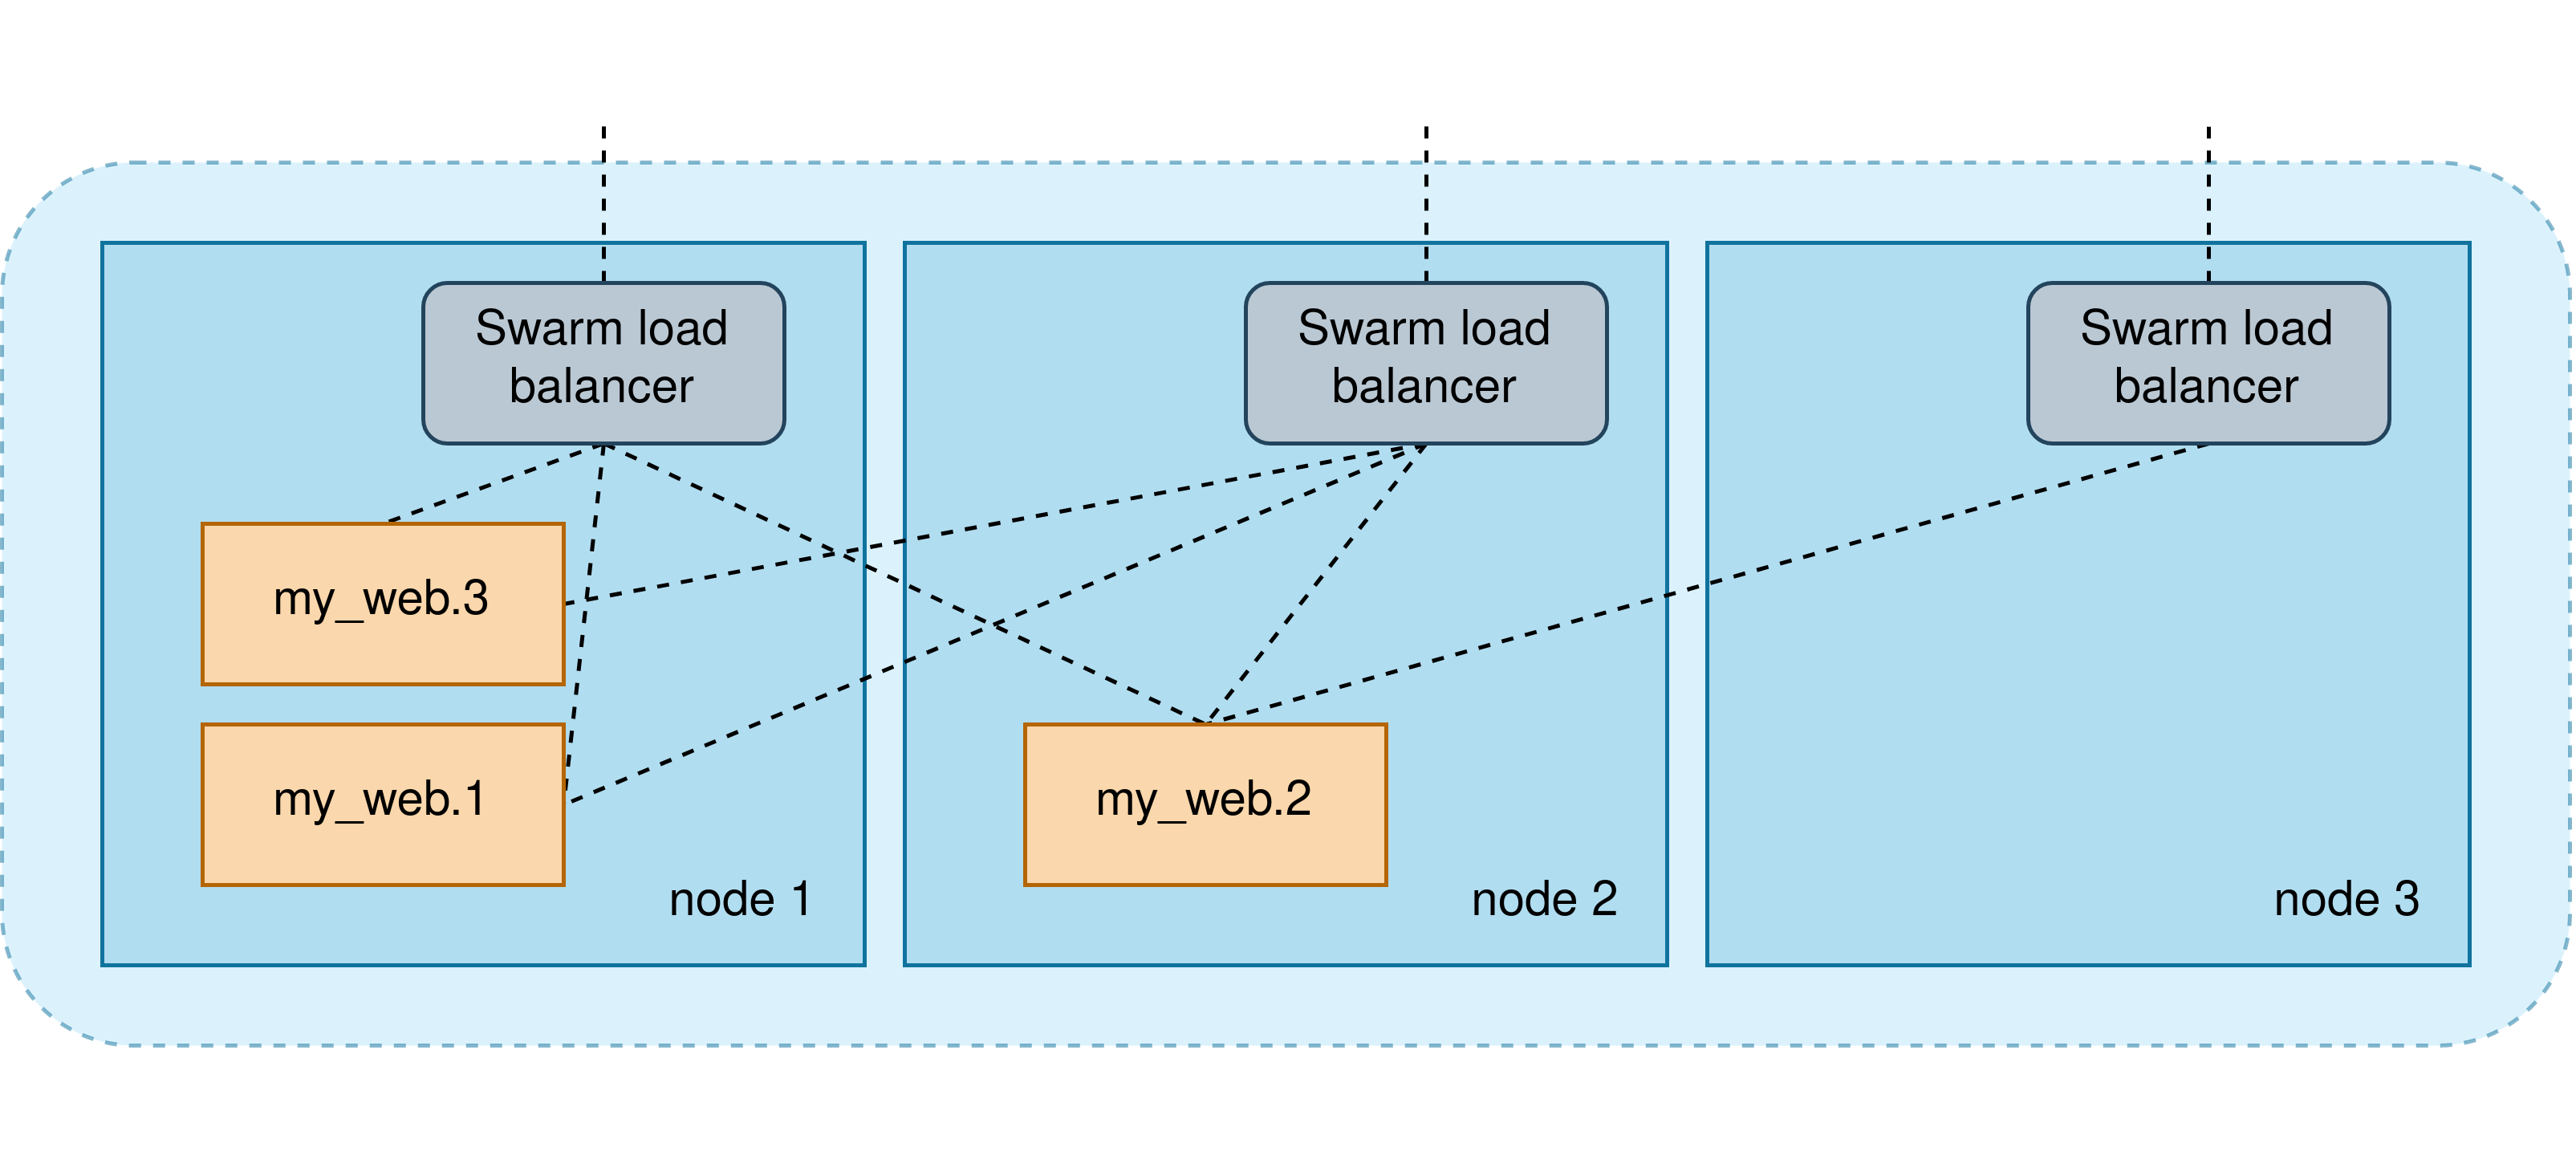 Swarm load
balancer
Swarm load
balancer
Swarm load
balancer
my_web.3
my_web.1
my_web.2
node 1
node 2
node 3